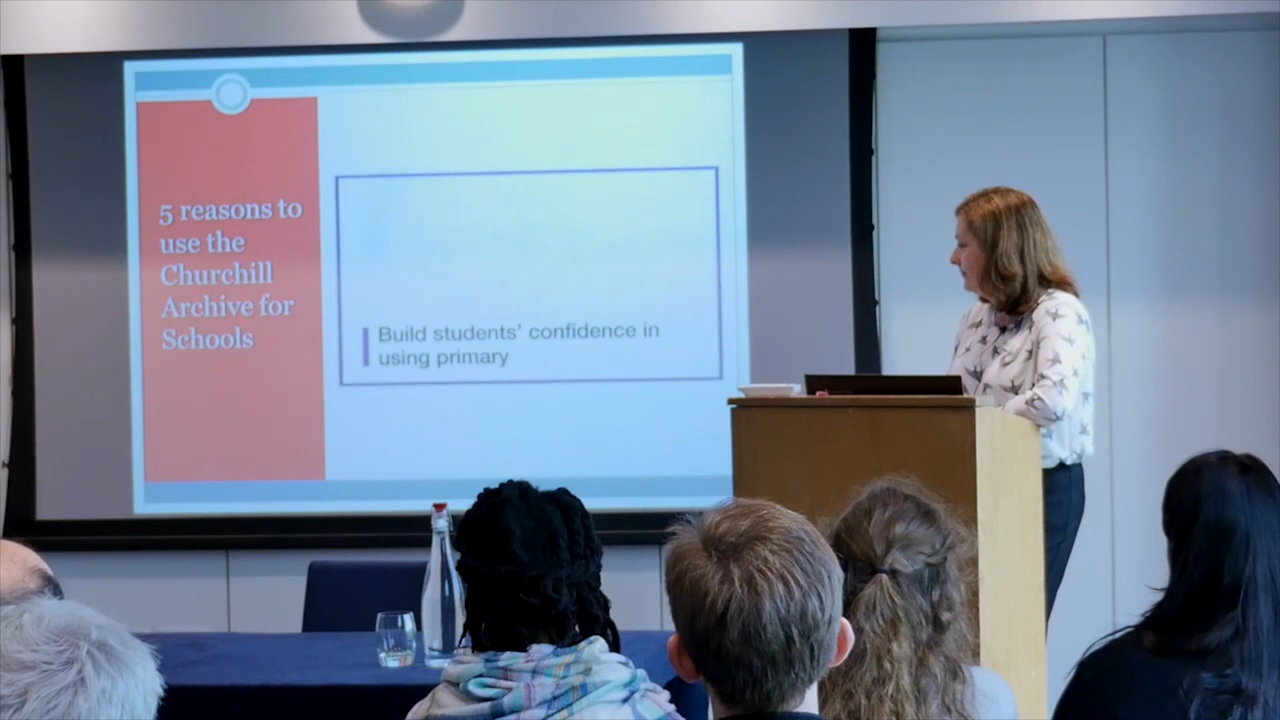 5 reasons to
use the
Churchill
Archive for
Schools
Build students’ confidence in
using primary